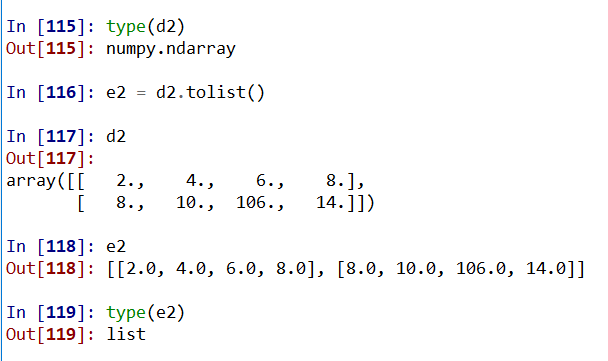 In [115]: type(d2)
Out[115]: numpy.ndarray
In [116]: e2 = d2.tolist()
In [117]: d2
Out[117]:
array([[   2.,    4.,    6.,    8.],
       [   8.,   10.,  106.,   14.]])
In [118]: e2
Out[118]: [[2.0, 4.0, 6.0, 8.0], [8.0, 10.0, 106.0, 14.0]]
In [119]: type(e2)
Out[119]: list